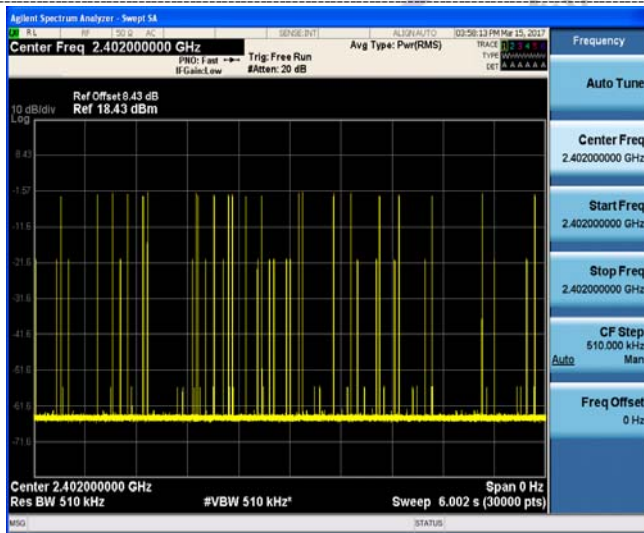 Agilent Spectrum Analyzer - Swept SA
RL RF 50 Ω AC SENSE:INT ALIGN AUTO 03:58:13 PM Mar 15, 2017
Center Freq 2.402000000 GHz
PNO: Fast
IFGain:Low
Trig: Free Run
#Atten: 20 dB
Avg Type: Pwr(RMS)
TRACE 1 2 3 4 5 6
TYPE
DET A A A A A A
Ref Offset 8.43 dB
10 dB/div Ref 18.43 dBm
Log
8.43
-1.57
-11.6
-21.6
-31.6
-41.6
-51.6
-61.6
-71.6
Center 2.402000000 GHz Span 0 Hz
Res BW 510 kHz #VBW 510 kHz* Sweep 6.002 s (30000 pts)
MSG STATUS
Frequency
Auto Tune
Center Freq
2.402000000 GHz
Start Freq
2.402000000 GHz
Stop Freq
2.402000000 GHz
CF Step
510.000 kHz
Auto Man
Freq Offset
0 Hz